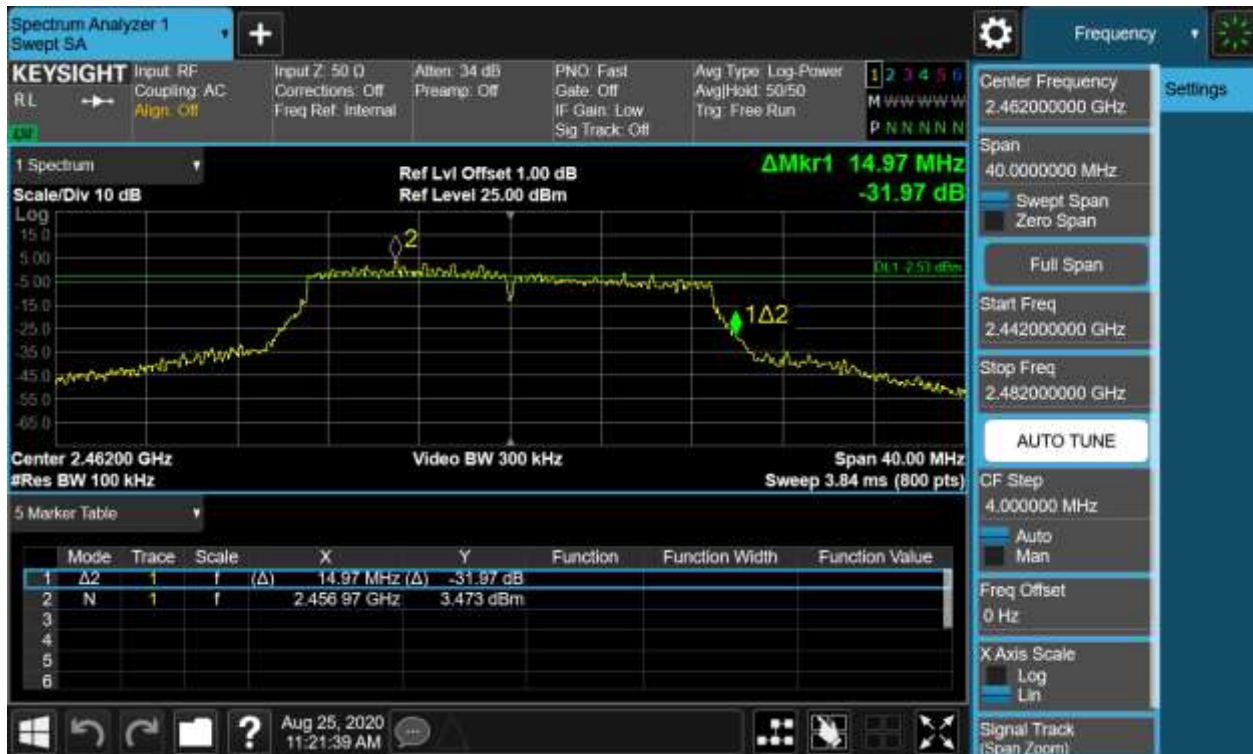 Spectrum Analyzer 1
Swept SA
+
Frequency
KEYSIGHT
RL
Input: RF
Coupling: AC
Align: Off
Input Z: 50 Ω
Corrections: Off
Freq Ref: Internal
Atten: 34 dB
Preamp: Off
PNO: Fast
Gate: Off
IF Gain: Low
Sig Track: Off
Avg Type: Log-Power
Avg|Hold: 50/50
Trig: Free Run
1 2 3 4 5 6
M W W W W W
P N N N N N
1 Spectrum
Scale/Div 10 dB
Ref Lvl Offset 1.00 dB
Ref Level 25.00 dBm
ΔMkr1 14.97 MHz
-31.97 dB
Log
15.0
5.00
-5.00
-15.0
-25.0
-35.0
-45.0
-55.0
-65.0
2
DL1 -2.53 dBm
1Δ2
Center 2.46200 GHz
#Res BW 100 kHz
Video BW 300 kHz
Span 40.00 MHz
Sweep 3.84 ms (800 pts)
5 Marker Table
Mode Trace Scale X Y Function Function Width Function Value
1 Δ2 1 f (Δ) 14.97 MHz (Δ) -31.97 dB
2 N 1 f 2.456 97 GHz 3.473 dBm
3
4
5
6
?
Aug 25, 2020
11:21:39 AM
Center Frequency
2.462000000 GHz
Span
40.0000000 MHz
Swept Span
Zero Span
Full Span
Start Freq
2.442000000 GHz
Stop Freq
2.482000000 GHz
AUTO TUNE
CF Step
4.000000 MHz
Auto
Man
Freq Offset
0 Hz
X Axis Scale
Log
Lin
Signal Track
(Span Zoom)
Settings